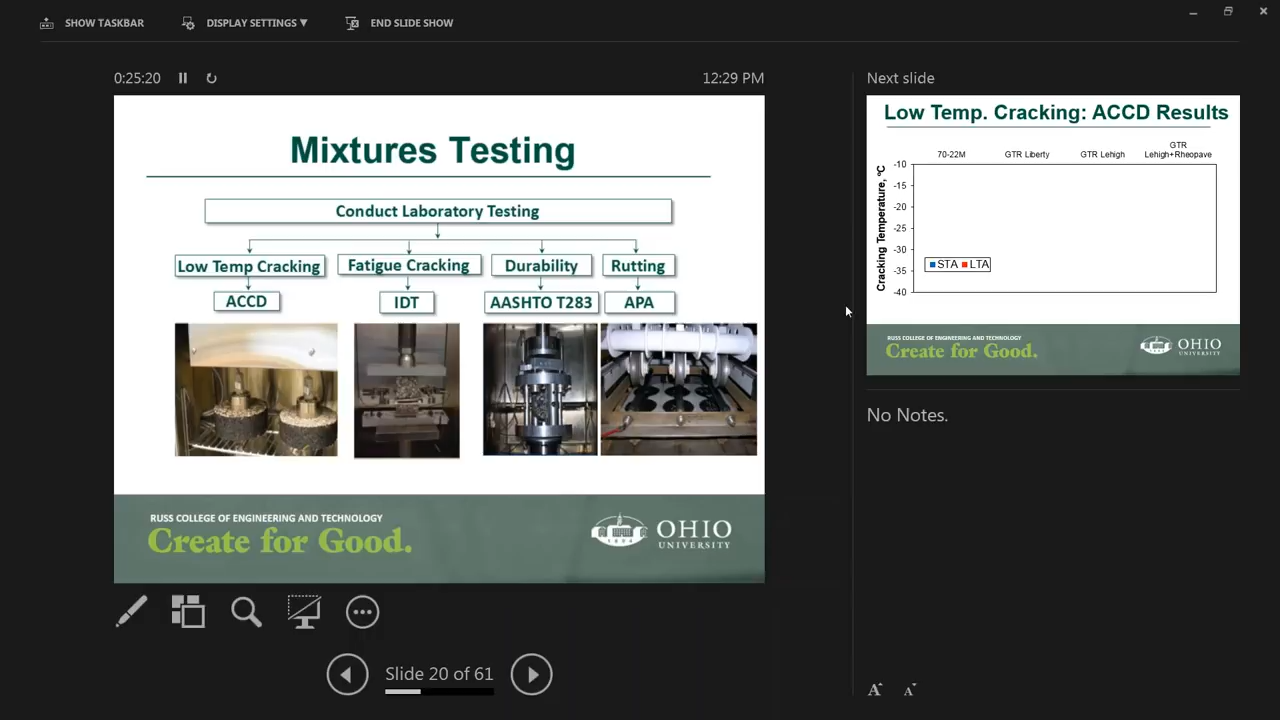 SHOW TASKBAR
DISPLAY SETTINGS ▼
END SLIDE SHOW
0:25:20
12:29 PM
Mixtures Testing
Conduct Laboratory Testing
Low Temp Cracking
Fatigue Cracking
Durability
Rutting
ACCD
IDT
AASHTO T283
APA
RUSS COLLEGE OF ENGINEERING AND TECHNOLOGY
Create for Good.
1804
OHIO
UNIVERSITY
Slide 20 of 61
Next slide
Low Temp. Cracking: ACCD Results
70-22M
GTR Liberty
GTR Lehigh
GTR
Lehigh+Rheopave
Cracking Temperature, ºC
-10
-15
-20
-25
-30
-35
-40
STA
LTA
RUSS COLLEGE OF ENGINEERING AND TECHNOLOGY
Create for Good.
OHIO
UNIVERSITY
No Notes.
A
A